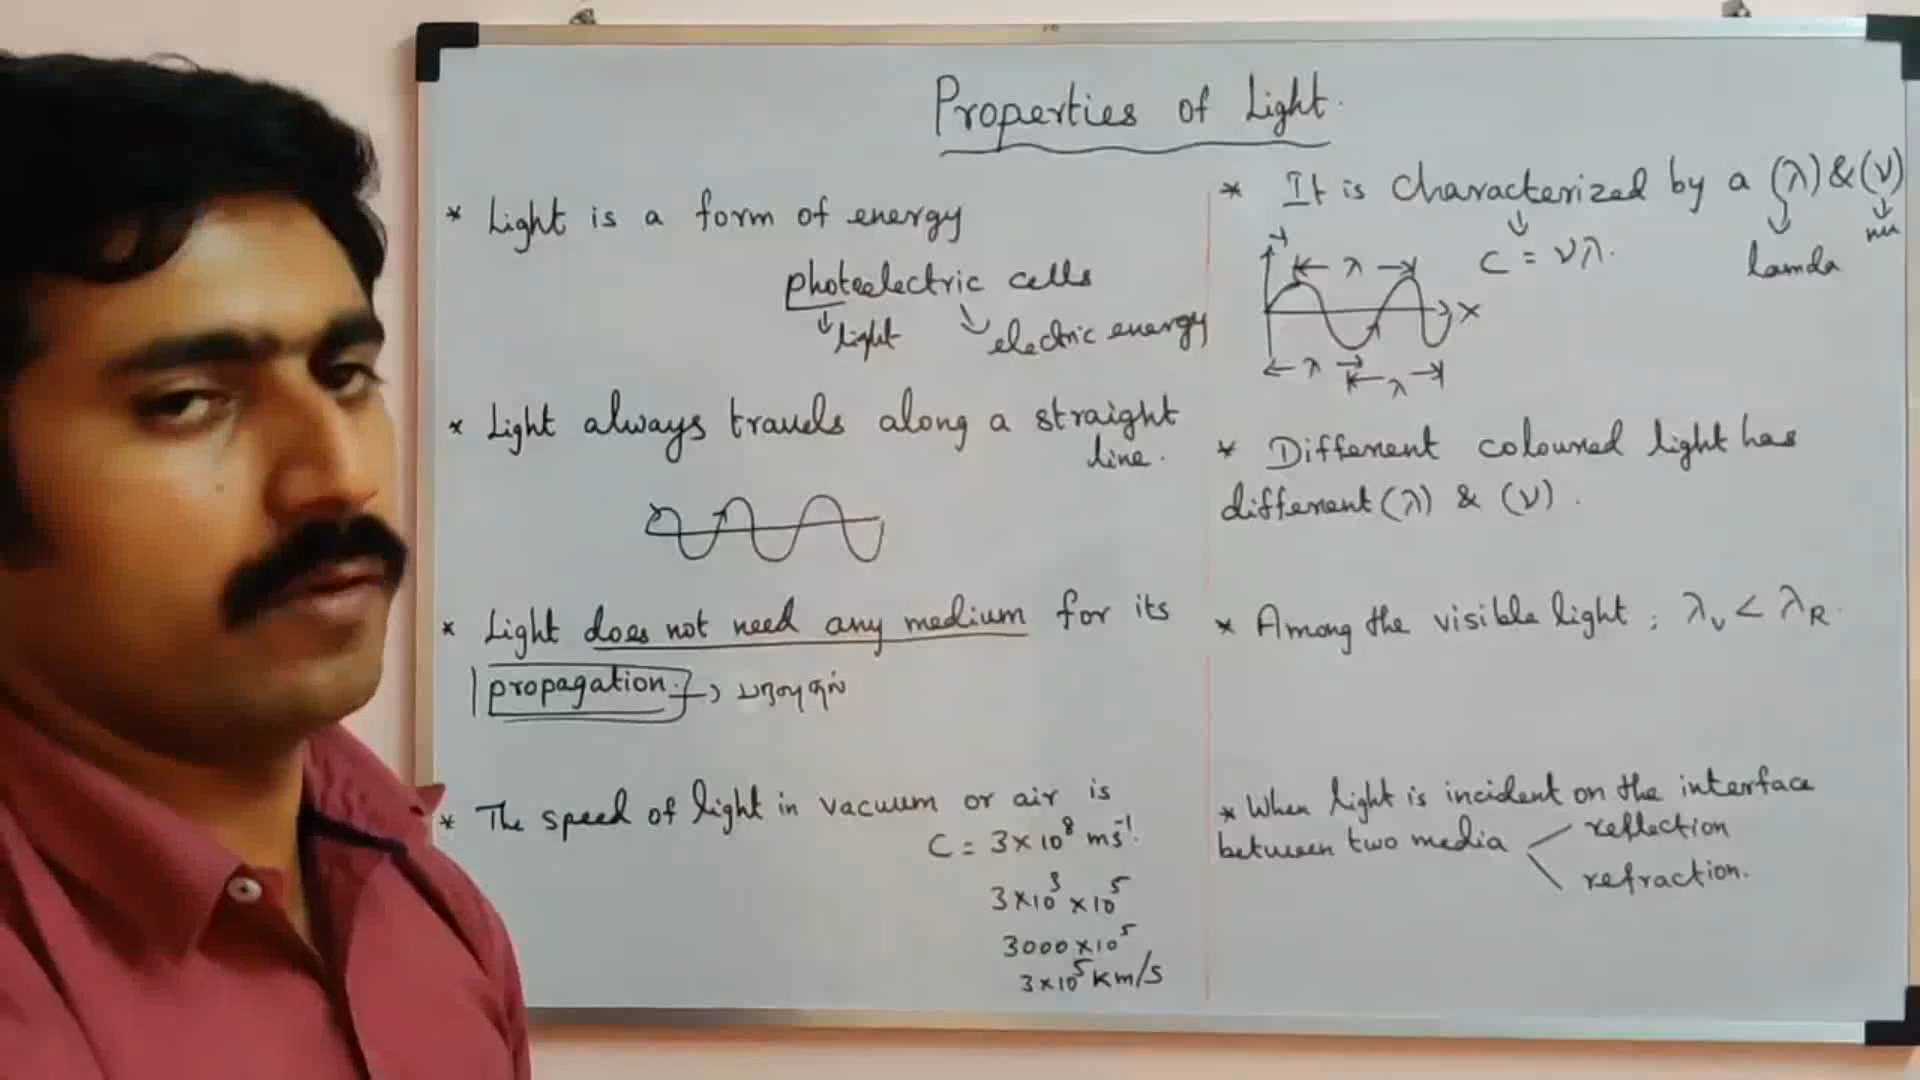 Properties of Light.
* Light is a form of energy
photoelectric cells
light
electric energy
* Light always travels along a straight
line.
* Light does not need any medium for its
propagation.
* The speed of light in vacuum or air is
C = 3×10⁸ ms⁻¹.
3×10³ ×10⁵
3000×10⁵
3×10⁵ Km/s
* It is characterized by a (λ) & (ν)
nu
C = νλ.
lamda
Y
λ
X
λ
λ
* Different coloured light has
different (λ) & (ν).
* Among the visible light ; λv < λR.
* When light is incident on the interface
between two media
reflection
refraction.